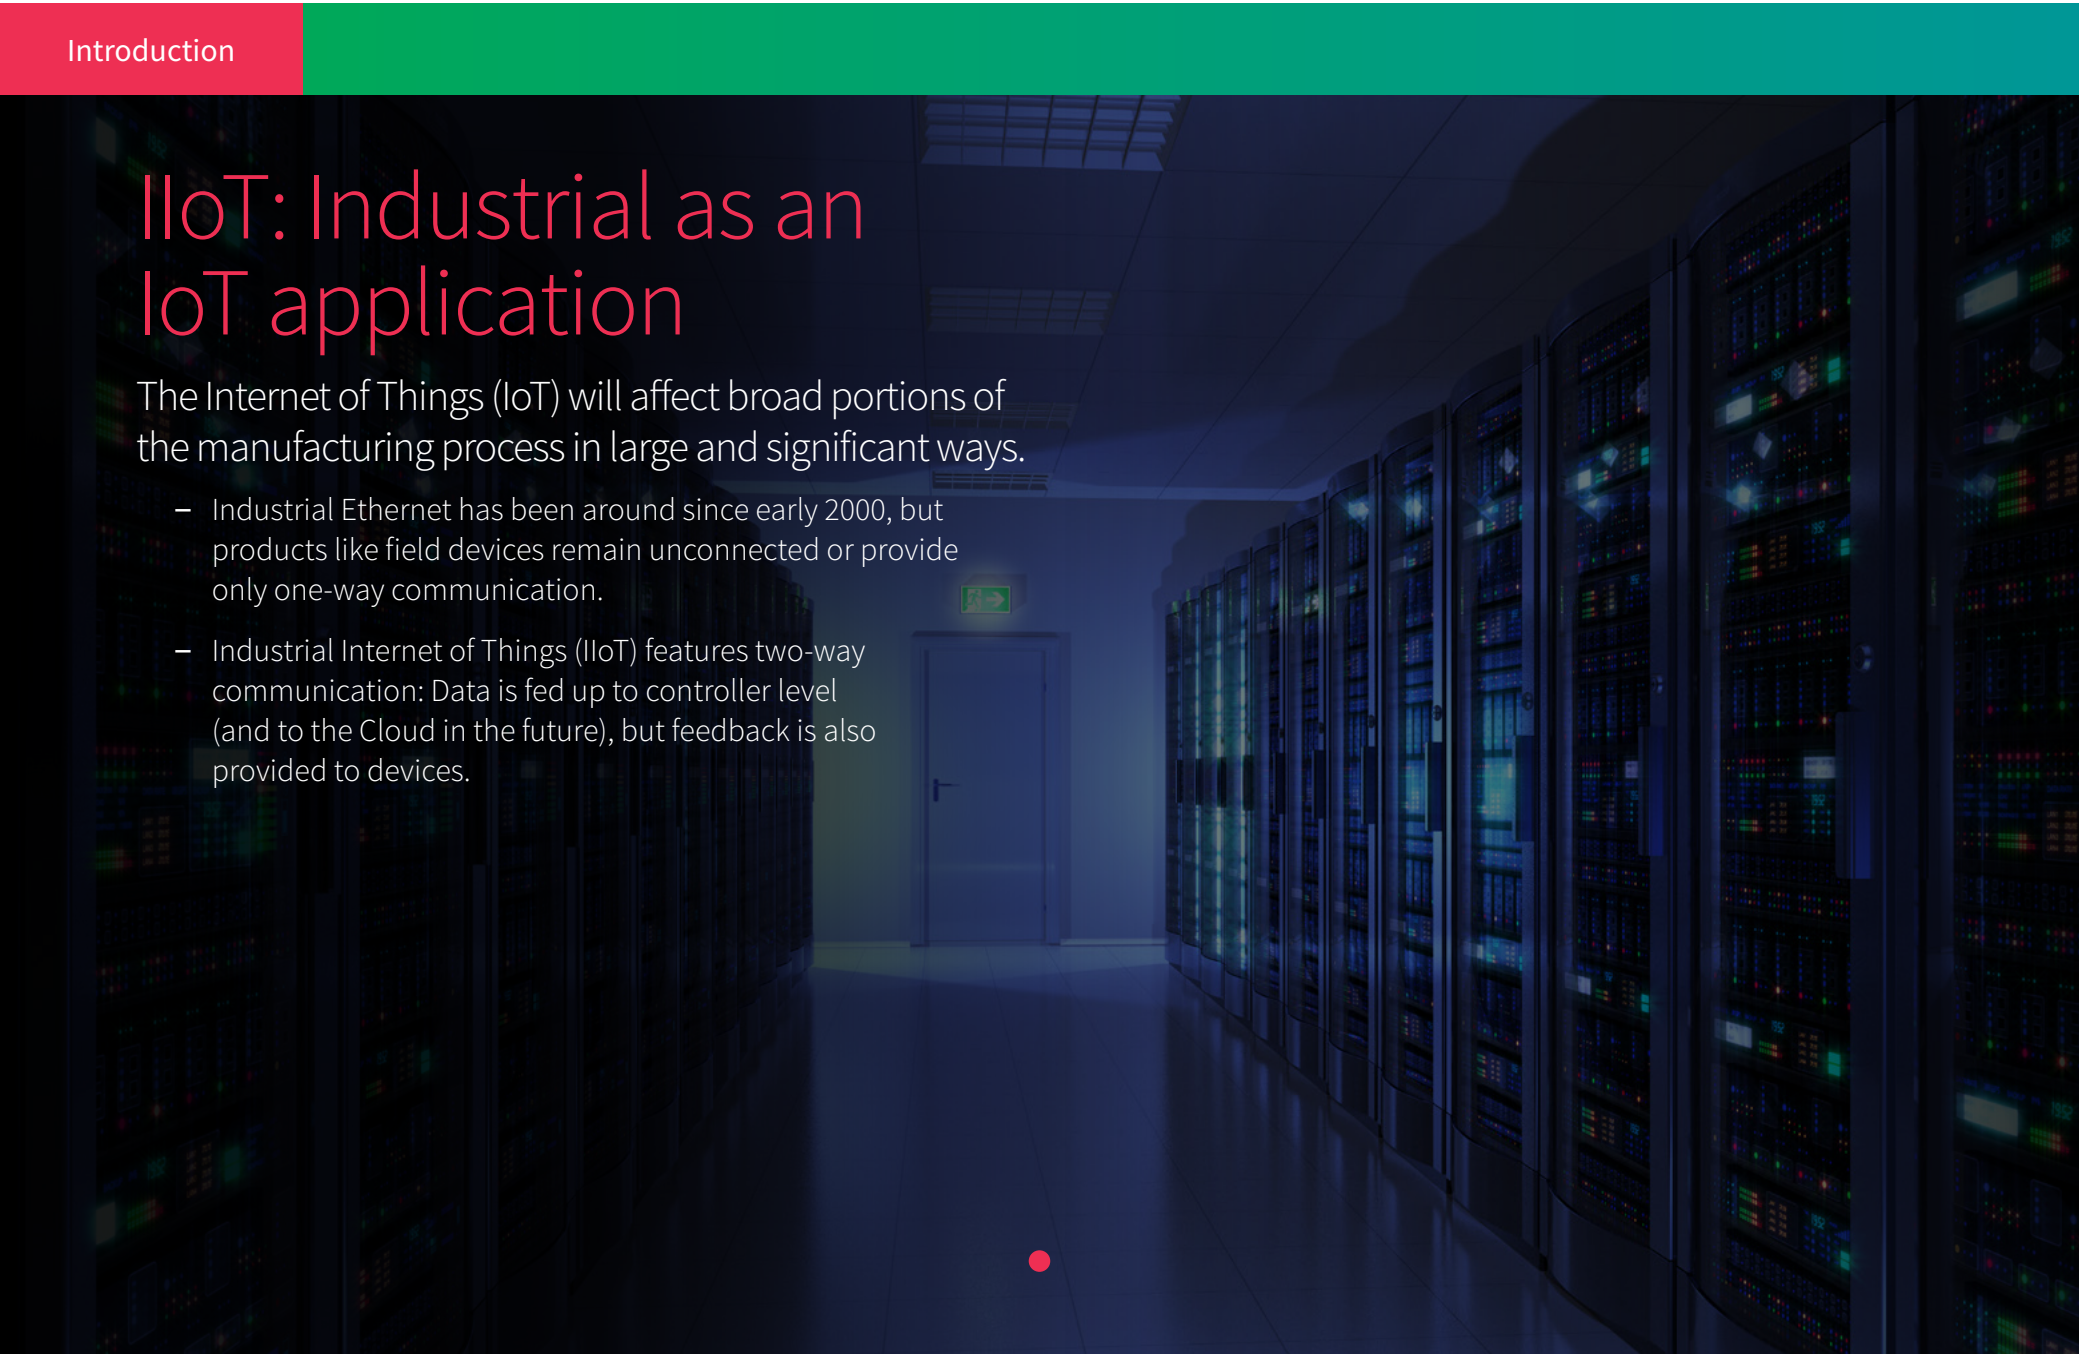 Introduction
IIoT: Industrial as an
IoT application
The Internet of Things (IoT) will affect broad portions of
the manufacturing process in large and significant ways.
– Industrial Ethernet has been around since early 2000, but
products like field devices remain unconnected or provide
only one-way communication.
– Industrial Internet of Things (IIoT) features two-way
communication: Data is fed up to controller level
(and to the Cloud in the future), but feedback is also
provided to devices.